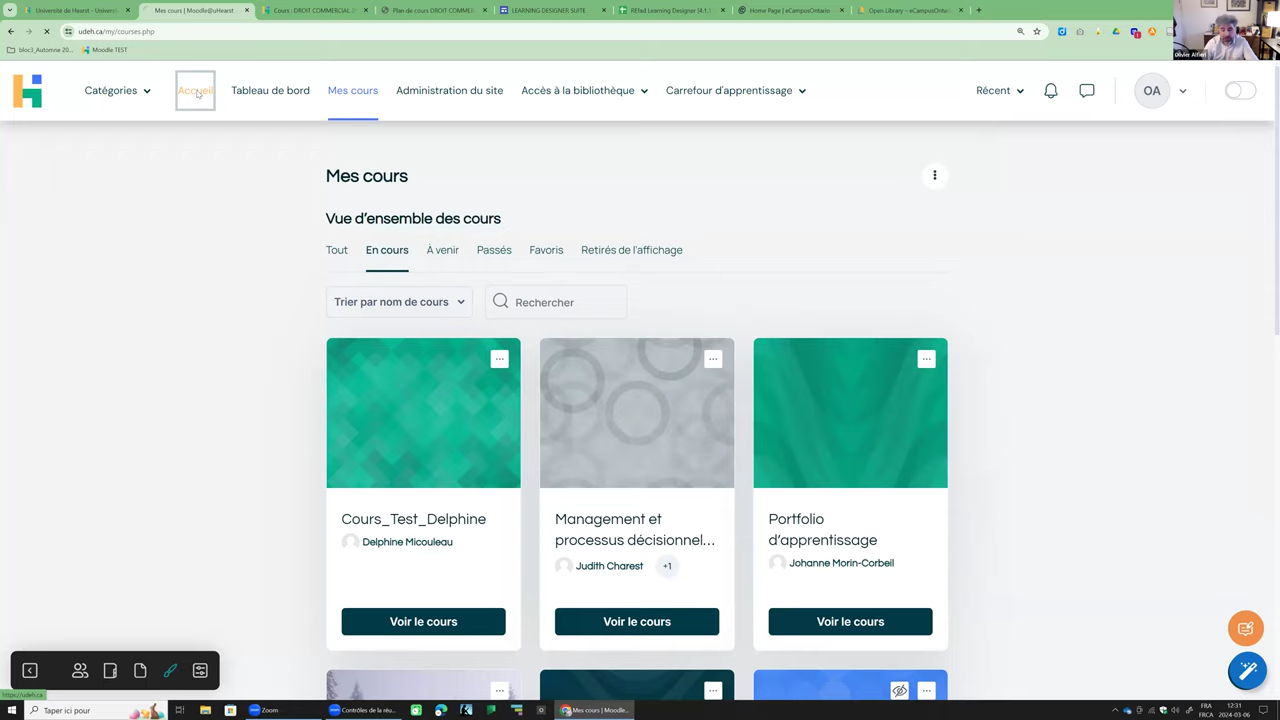 Université de Hearst – Universi
Mes cours | Moodle@uHearst
Cours : DROIT COMMERCIAL
Plan de cours DROIT COMMER
LEARNING DESIGNER SUITE
Home Page | eCampusOntario
Open Library – eCampusOntario
udeh.ca/my/courses.php
bloc3_Automne 20...
Moodle TEST
Olivier Alfieri
Catégories
Accueil
Tableau de bord
Mes cours
Administration du site
Accès à la bibliothèque
Carrefour d'apprentissage
Récent
OA
Mes cours
Vue d'ensemble des cours
Tout
En cours
À venir
Passés
Favoris
Retirés de l'affichage
Trier par nom de cours
Rechercher
Cours_Test_Delphine
Delphine Micouleau
Management et
processus décisionnel...
Judith Charest
+1
Portfolio
d'apprentissage
Johanne Morin-Corbeil
Voir le cours
Voir le cours
Voir le cours
https://udeh.ca
Taper ici pour
Zoom
Contrôles de la réu...
Mes cours | Moodle...
FRA
FRCA
12:31
2024-03-06